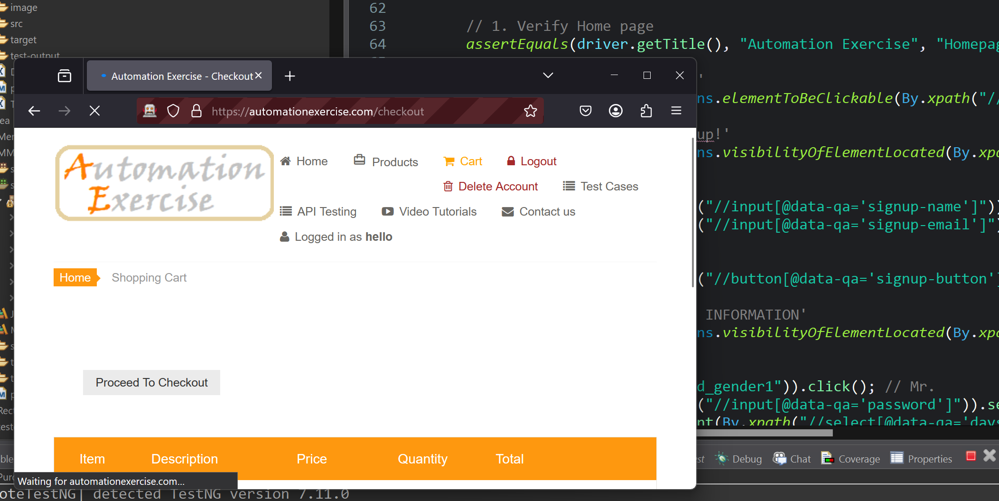 image
src
target
test-output
62
63 // 1. Verify Home page
64 assertEquals(driver.getTitle(), "Automation Exercise", "Homepag
Automation Exercise - Checkout
https://automationexercise.com/checkout
'
ns.elementToBeClickable(By.xpath("//
up!'
ns.visibilityOfElementLocated(By.xpa
("//input[@data-qa='signup-name']"))
("//input[@data-qa='signup-email']")
("//button[@data-qa='signup-button']
INFORMATION'
ns.visibilityOfElementLocated(By.xpa
d_gender1")).click(); // Mr.
("//input[@data-qa='password']")).se
nt(By.xpath("//select[@data-qa='days
Automation
Exercise
Home
Products
Cart
Logout
Delete Account
Test Cases
API Testing
Video Tutorials
Contact us
Logged in as hello
Home Shopping Cart
Proceed To Checkout
Item Description Price Quantity Total
Waiting for automationexercise.com...
Debug Chat Coverage Properties
oteTestNG] detected TestNG version 7.11.0